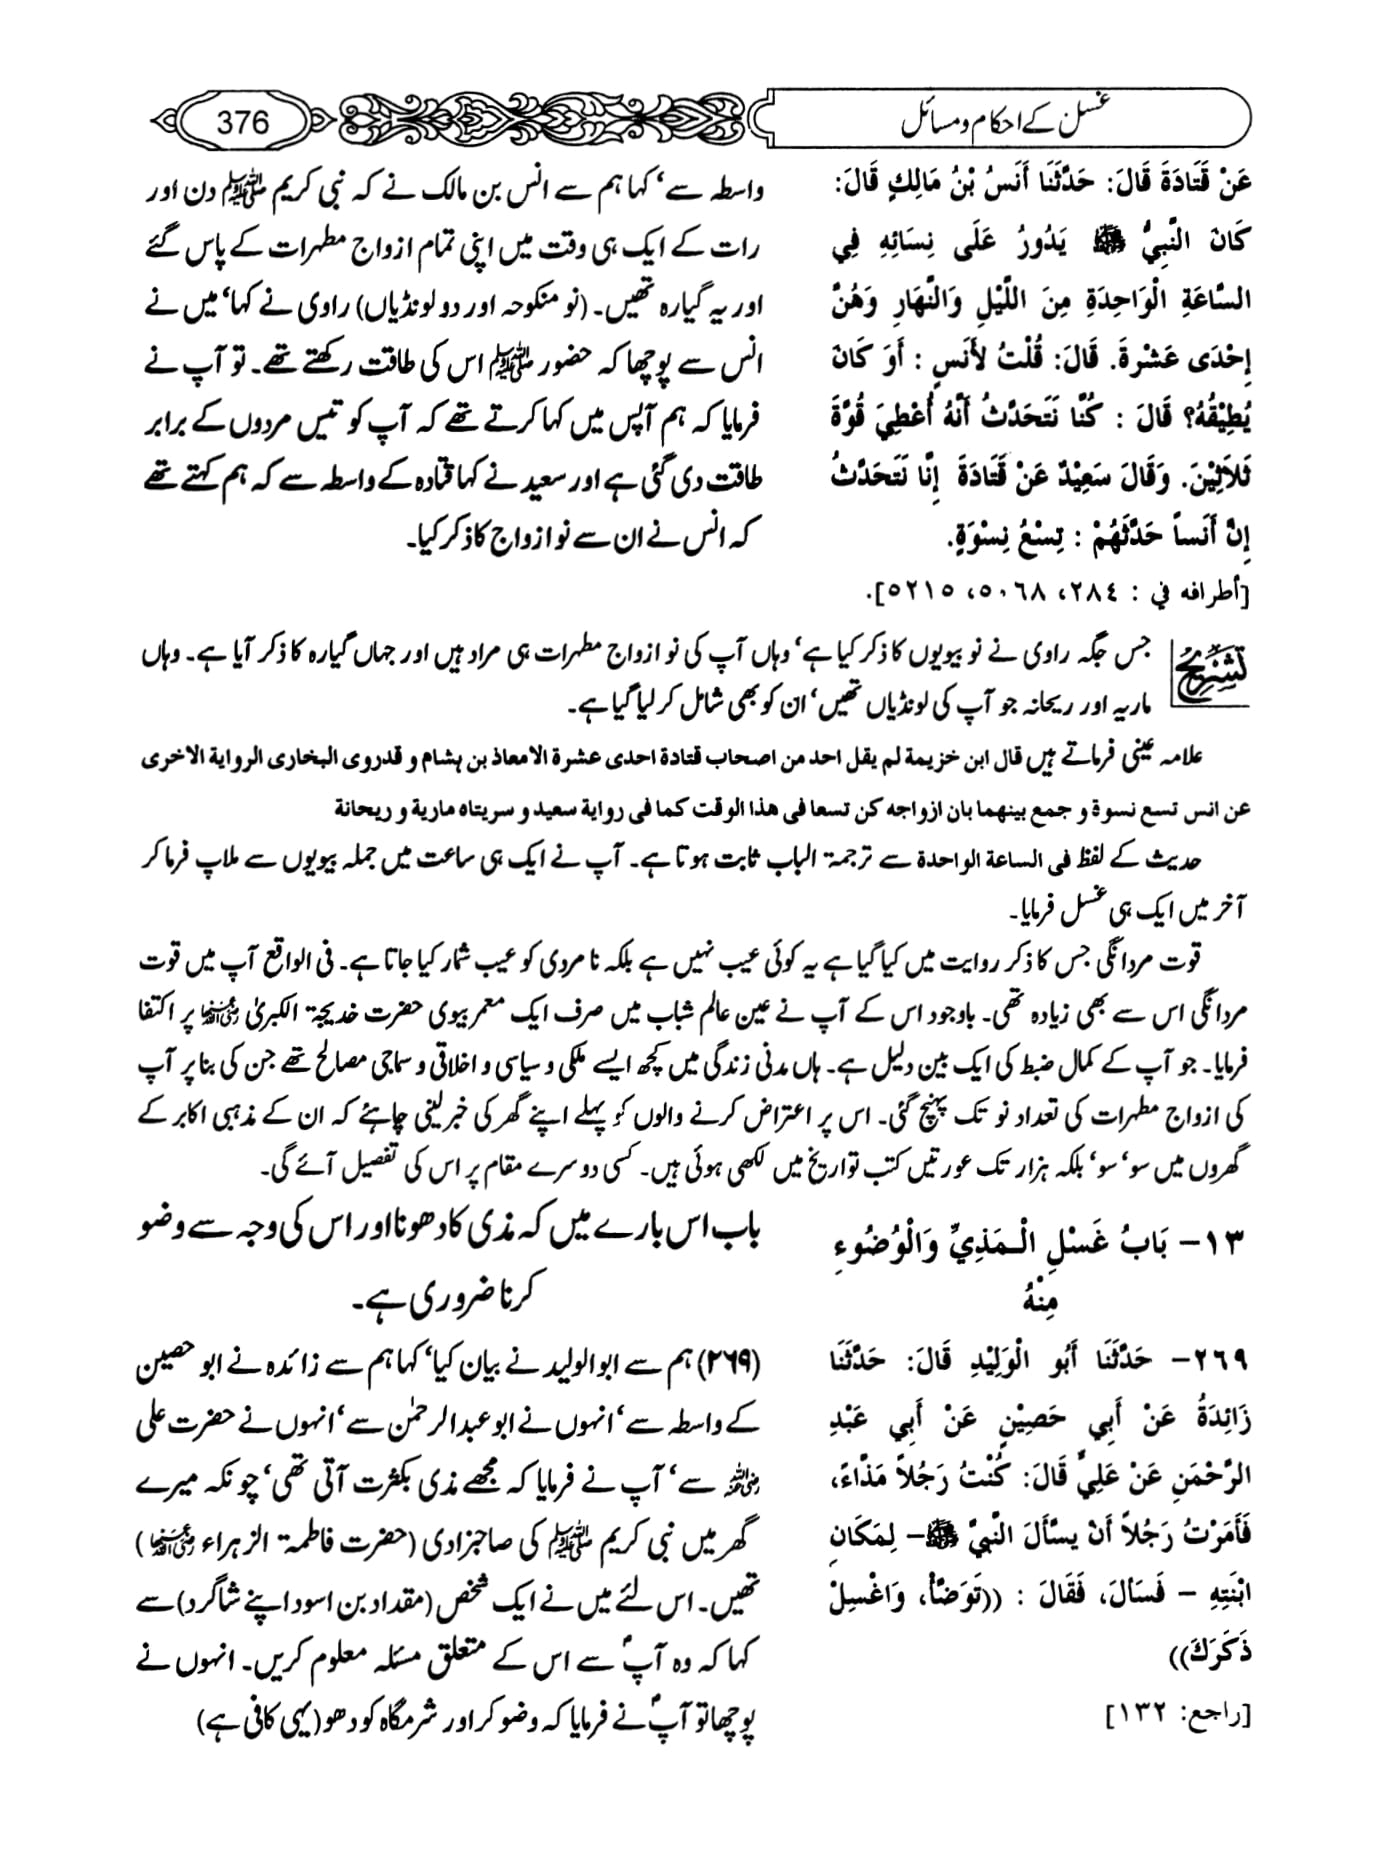 غسل کے احکام و مسائل
376
عَنْ قَتَادَةَ قَالَ: حَدَّثَنَا أَنَسُ بْنُ مَالِكٍ قَالَ:
كَانَ النَّبِيُّ ﷺ يَدُورُ عَلَى نِسَائِهِ فِي
السَّاعَةِ الْوَاحِدَةِ مِنَ اللَّيْلِ وَالنَّهَارِ وَهُنَّ
إِحْدَى عَشْرَةَ. قَالَ: قُلْتُ لأَنَسٍ : أَوَ كَانَ
يُطِيْقُهُ؟ قَالَ : كُنَّا نَتَحَدَّثُ أَنَّهُ أُعْطِيَ قُوَّةَ
ثَلاَثِيْنَ. وَقَالَ سَعِيْدٌ عَنْ قَتَادَةَ إِنَّا نَتَحَدَّثُ
إِنَّ أَنَساً حَدَّثَهُمْ : تِسْعُ نِسْوَةٍ.
[أطرافه في : ٢٨٤، ٥٠٦٨، ٥٢١٥].
واسطہ سے‘ کہا ہم سے انس بن مالک نے کہ نبی کریم ﷺ دن اور
رات کے ایک ہی وقت میں اپنی تمام ازواج مطہرات کے پاس گئے
اور یہ گیارہ تھیں۔ (نو منکوحہ اور دو لونڈیاں) راوی نے کہا‘ میں نے
انس سے پوچھا کہ حضور ﷺ اس کی طاقت رکھتے تھے۔ تو آپ نے
فرمایا کہ ہم آپس میں کہا کرتے تھے کہ آپ کو تیس مردوں کے برابر
طاقت دی گئی ہے اور سعید نے کہا قتادہ کے واسطہ سے کہ ہم کہتے تھے
کہ انس نے ان سے نو ازواج کا ذکر کیا۔
تشریح
جس جگہ راوی نے نو بیویوں کا ذکر کیا ہے‘ وہاں آپ کی نو ازواج مطہرات ہی مراد ہیں اور جہاں گیارہ کا ذکر آیا ہے۔ وہاں
ماریہ اور ریحانہ جو آپ کی لونڈیاں تھیں‘ ان کو بھی شامل کر لیا گیا ہے۔
علامہ عینی فرماتے ہیں قال ابن خزیمة لم یقل احد من اصحاب قتادة احدی عشرة الا معاذ بن ہشام و قدروی البخاری الروایة الاخری
عن انس تسع نسوة و جمع بینھما بان ازواجه کن تسعا فی ھذا الوقت کما فی روایة سعید و سریتاه ماریة و ریحانة
حدیث کے لفظ فی الساعة الواحدة سے ترجمۃ الباب ثابت ہوتا ہے۔ آپ نے ایک ہی ساعت میں جملہ بیویوں سے ملاپ فرما کر
آخر میں ایک ہی غسل فرمایا۔
قوت مردانگی جس کا ذکر روایت میں کیا گیا ہے یہ کوئی عیب نہیں ہے بلکہ نامردی کو عیب شمار کیا جاتا ہے۔ فی الواقع آپ میں قوت
مردانگی اس سے بھی زیادہ تھی۔ باوجود اس کے آپ نے عین عالم شباب میں صرف ایک معمر بیوی حضرت خدیجۃ الکبریٰ رضی اللہ عنہا پر اکتفا
فرمایا۔ جو آپ کے کمال ضبط کی ایک بین دلیل ہے۔ ہاں مدنی زندگی میں کچھ ایسے ملکی و سیاسی و اخلاقی و سماجی مصالح تھے جن کی بنا پر آپ
کی ازواج مطہرات کی تعداد نو تک پہنچ گئی۔ اس پر اعتراض کرنے والوں کو پہلے اپنے گھر کی خبر لینی چاہئے کہ ان کے مذہبی اکابر کے
گھروں میں سو‘ سو‘ بلکہ ہزار تک عورتیں کتب تواریخ میں لکھی ہوئی ہیں۔ کسی دوسرے مقام پر اس کی تفصیل آئے گی۔
١٣- بَابُ غَسْلِ الْمَذِيِّ وَالْوُضُوءِ
مِنْهُ
باب اس بارے میں کہ مذی کا دھونا اور اس کی وجہ سے وضو
کرنا ضروری ہے۔
٢٦٩- حَدَّثَنَا أَبُو الْوَلِيْدِ قَالَ: حَدَّثَنَا
زَائِدَةُ عَنْ أَبِي حَصِيْنٍ عَنْ أَبِي عَبْدِ
الرَّحْمَنِ عَنْ عَلِيٍّ قَالَ: كُنْتُ رَجُلاً مَذَّاءً،
فَأَمَرْتُ رَجُلاً أَنْ يَسْأَلَ النَّبِيَّ ﷺ - لِمَكَانِ
ابْنَتِهِ - فَسَأَلَ، فَقَالَ : ((تَوَضَّأْ، وَاغْسِلْ
ذَكَرَكَ))
[راجع: ١٣٢]
(۲۶۹) ہم سے ابوالولید نے بیان کیا‘ کہا ہم سے زائدہ نے ابو حصین
کے واسطہ سے‘ انہوں نے ابو عبدالرحمٰن سے‘ انہوں نے حضرت علی
رضی اللہ عنہ سے‘ آپ نے فرمایا کہ مجھے مذی بکثرت آتی تھی‘ چونکہ میرے
گھر میں نبی کریم ﷺ کی صاحبزادی (حضرت فاطمۃ الزہراء رضی اللہ عنہا)
تھیں۔ اس لئے میں نے ایک شخص (مقداد بن اسود اپنے شاگرد) سے
کہا کہ وہ آپؐ سے اس کے متعلق مسئلہ معلوم کریں۔ انہوں نے
پوچھا تو آپؐ نے فرمایا کہ وضو کر اور شرمگاہ کو دھو (یہی کافی ہے)